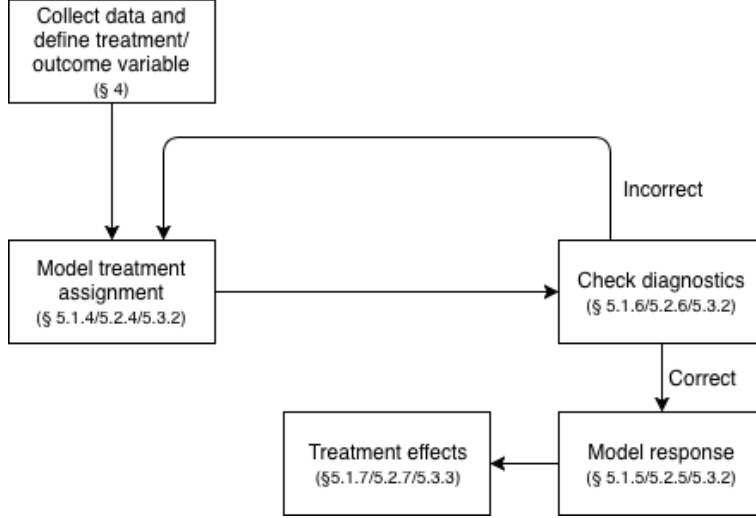 Collect data and
define treatment/
outcome variable
(§ 4)
Incorrect
Model treatment
assignment
(§ 5.1.4/5.2.4/5.3.2)
Check diagnostics
(§ 5.1.6/5.2.6/5.3.2)
Correct
Treatment effects
(§5.1.7/5.2.7/5.3.3)
Model response
(§ 5.1.5/5.2.5/5.3.2)